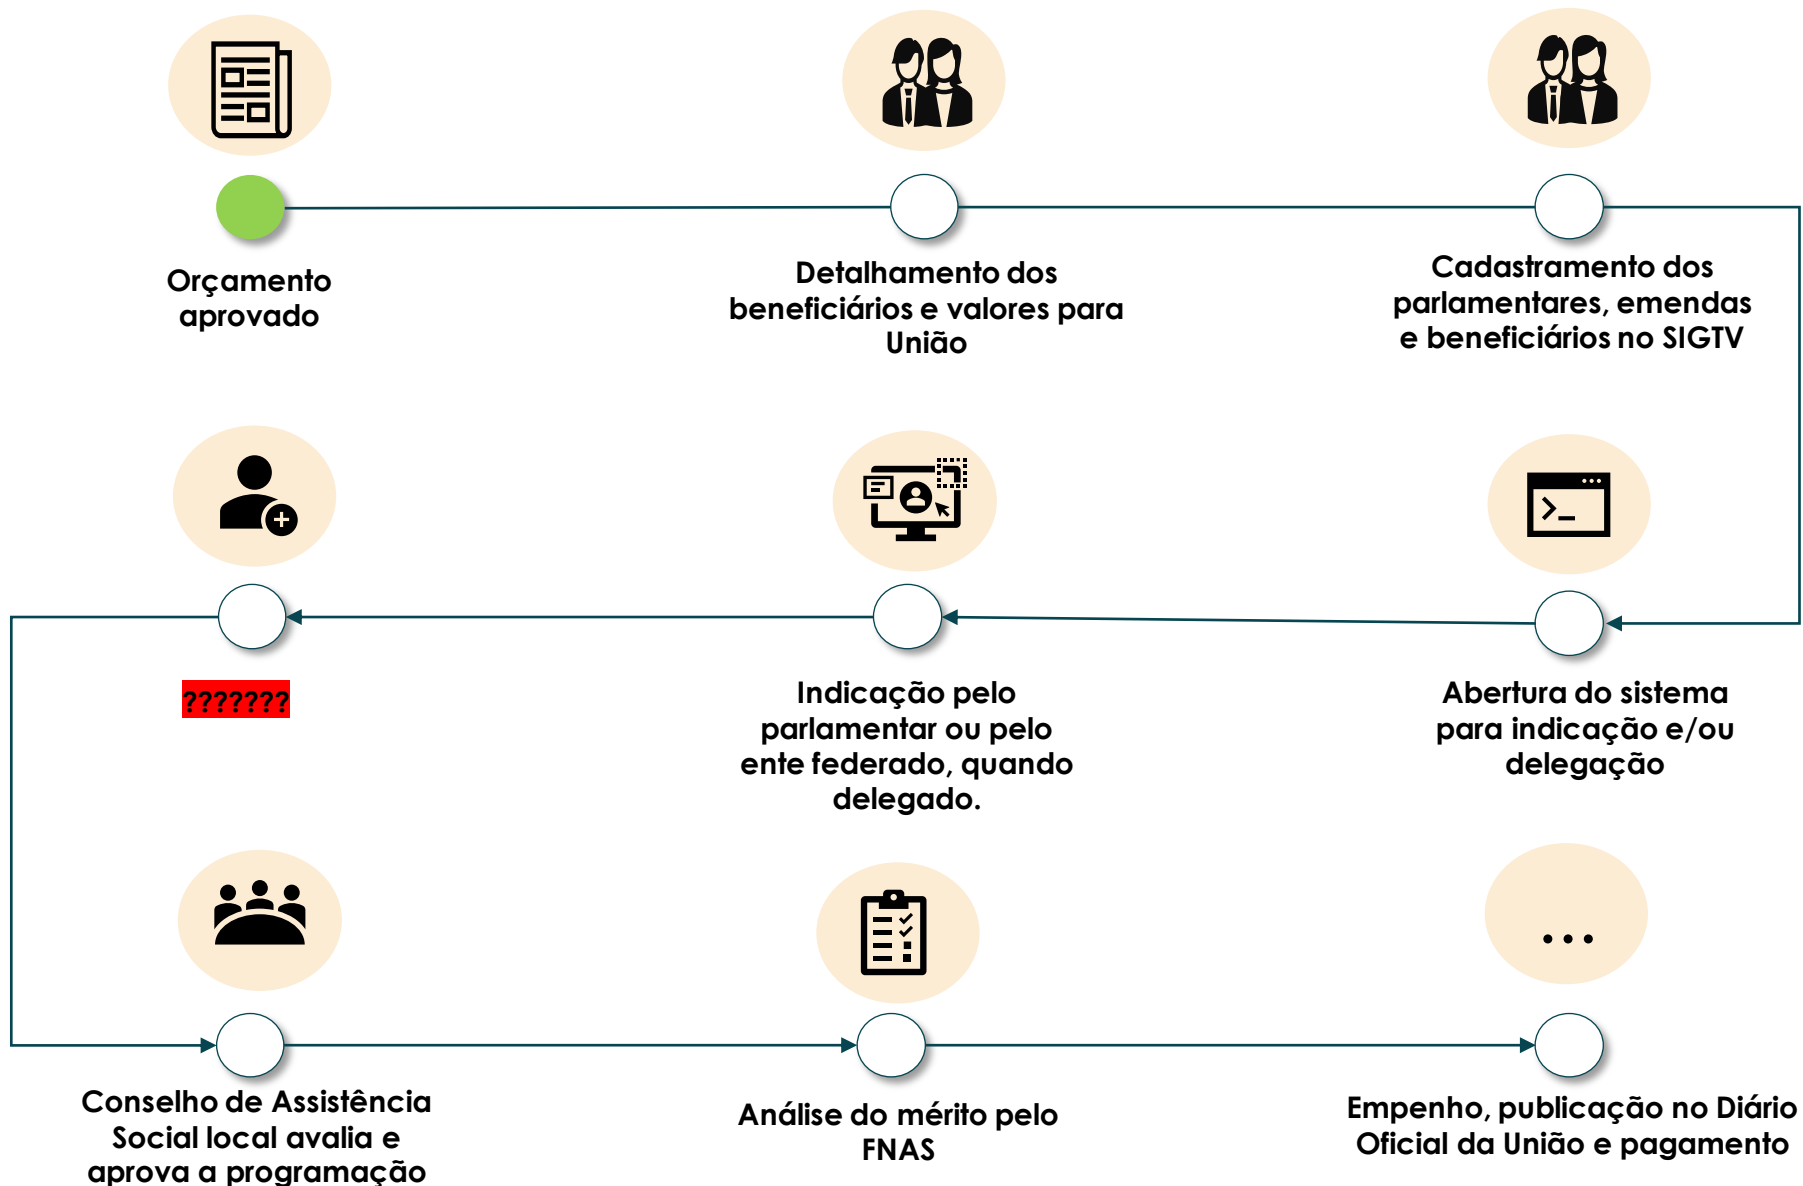 Orçamento
aprovado
Detalhamento dos
beneficiários e valores para
União
Cadastramento dos
parlamentares, emendas
e beneficiários no SIGTV
???????
Indicação pelo
parlamentar ou pelo
ente federado, quando
delegado.
Abertura do sistema
para indicação e/ou
delegação
...
Conselho de Assistência
Social local avalia e
aprova a programação
Análise do mérito pelo
FNAS
Empenho, publicação no Diário
Oficial da União e pagamento